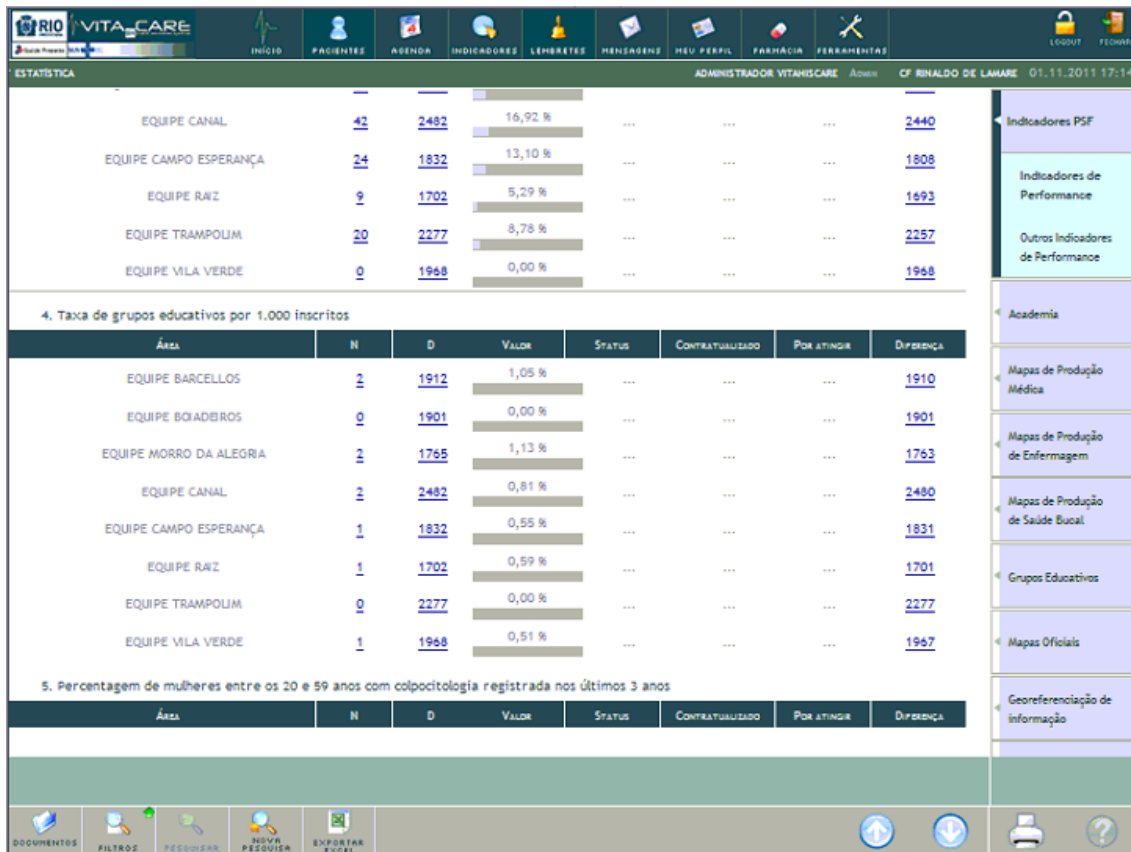 RIO VITA CARE
INÍCIO PACIENTES AGENDA INDICADORES LEMBRETES MENSAGENS MEU PERFIL FARMÁCIA FERRAMENTAS LOGOUT FECHAR
ESTATÍSTICA ADMINISTRADOR VITAHISCARE ADMIN CF RINALDO DE LAMARE 01.11.2011 17:14
EQUIPE CANAL 42 2482 16,92 % ... ... ... 2440
EQUIPE CAMPO ESPERANÇA 24 1832 13,10 % ... ... ... 1808
EQUIPE RAIZ 9 1702 5,29 % ... ... ... 1693
EQUIPE TRAMPOLIM 20 2277 8,78 % ... ... ... 2257
EQUIPE VILA VERDE 0 1968 0,00 % ... ... ... 1968
4. Taxa de grupos educativos por 1.000 inscritos
ÁREA N D VALOR STATUS CONTRATUALIZADO POR ATINGIR DIFERENÇA
EQUIPE BARCELLOS 2 1912 1,05 % ... ... ... 1910
EQUIPE BOIADEIROS 0 1901 0,00 % ... ... ... 1901
EQUIPE MORRO DA ALEGRIA 2 1765 1,13 % ... ... ... 1763
EQUIPE CANAL 2 2482 0,81 % ... ... ... 2480
EQUIPE CAMPO ESPERANÇA 1 1832 0,55 % ... ... ... 1831
EQUIPE RAIZ 1 1702 0,59 % ... ... ... 1701
EQUIPE TRAMPOLIM 0 2277 0,00 % ... ... ... 2277
EQUIPE VILA VERDE 1 1968 0,51 % ... ... ... 1967
5. Percentagem de mulheres entre os 20 e 59 anos com colpocitologia registrada nos últimos 3 anos
ÁREA N D VALOR STATUS CONTRATUALIZADO POR ATINGIR DIFERENÇA
Indicadores PSF
Indicadores de
Performance
Outros Indicadores
de Performance
Academia
Mapas de Produção
Médica
Mapas de Produção
de Enfermagem
Mapas de Produção
de Saúde Bucal
Grupos Educativos
Mapas Oficiais
Georeferenciação de
informação
DOCUMENTOS FILTROS PESQUISAR NOVA
PESQUISA EXPORTAR
EXCEL